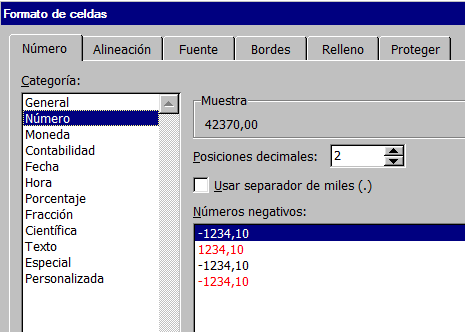 Formato de celdas
Número Alineación Fuente Bordes Relleno Proteger
Categoría:
General
Número
Moneda
Contabilidad
Fecha
Hora
Porcentaje
Fracción
Científica
Texto
Especial
Personalizada
Muestra
42370,00
Posiciones decimales: 2
Usar separador de miles (.)
Números negativos:
-1234,10
1234,10
-1234,10
-1234,10